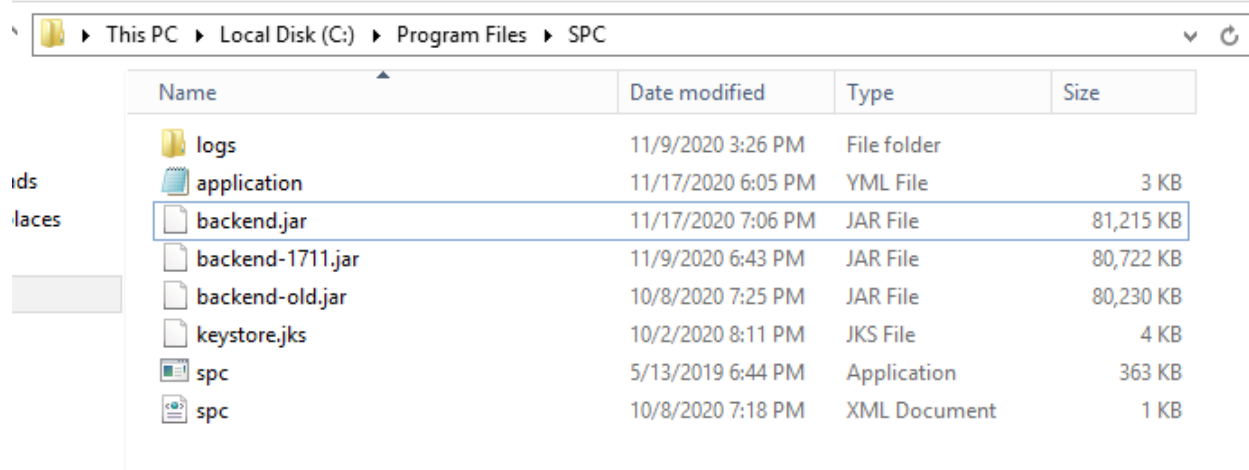 This PC Local Disk (C:) Program Files SPC
Name Date modified Type Size
logs 11/9/2020 3:26 PM File folder
nds
application 11/17/2020 6:05 PM YML File 3 KB
laces
backend.jar 11/17/2020 7:06 PM JAR File 81,215 KB
backend-1711.jar 11/9/2020 6:43 PM JAR File 80,722 KB
backend-old.jar 10/8/2020 7:25 PM JAR File 80,230 KB
keystore.jks 10/2/2020 8:11 PM JKS File 4 KB
spc 5/13/2019 6:44 PM Application 363 KB
spc 10/8/2020 7:18 PM XML Document 1 KB